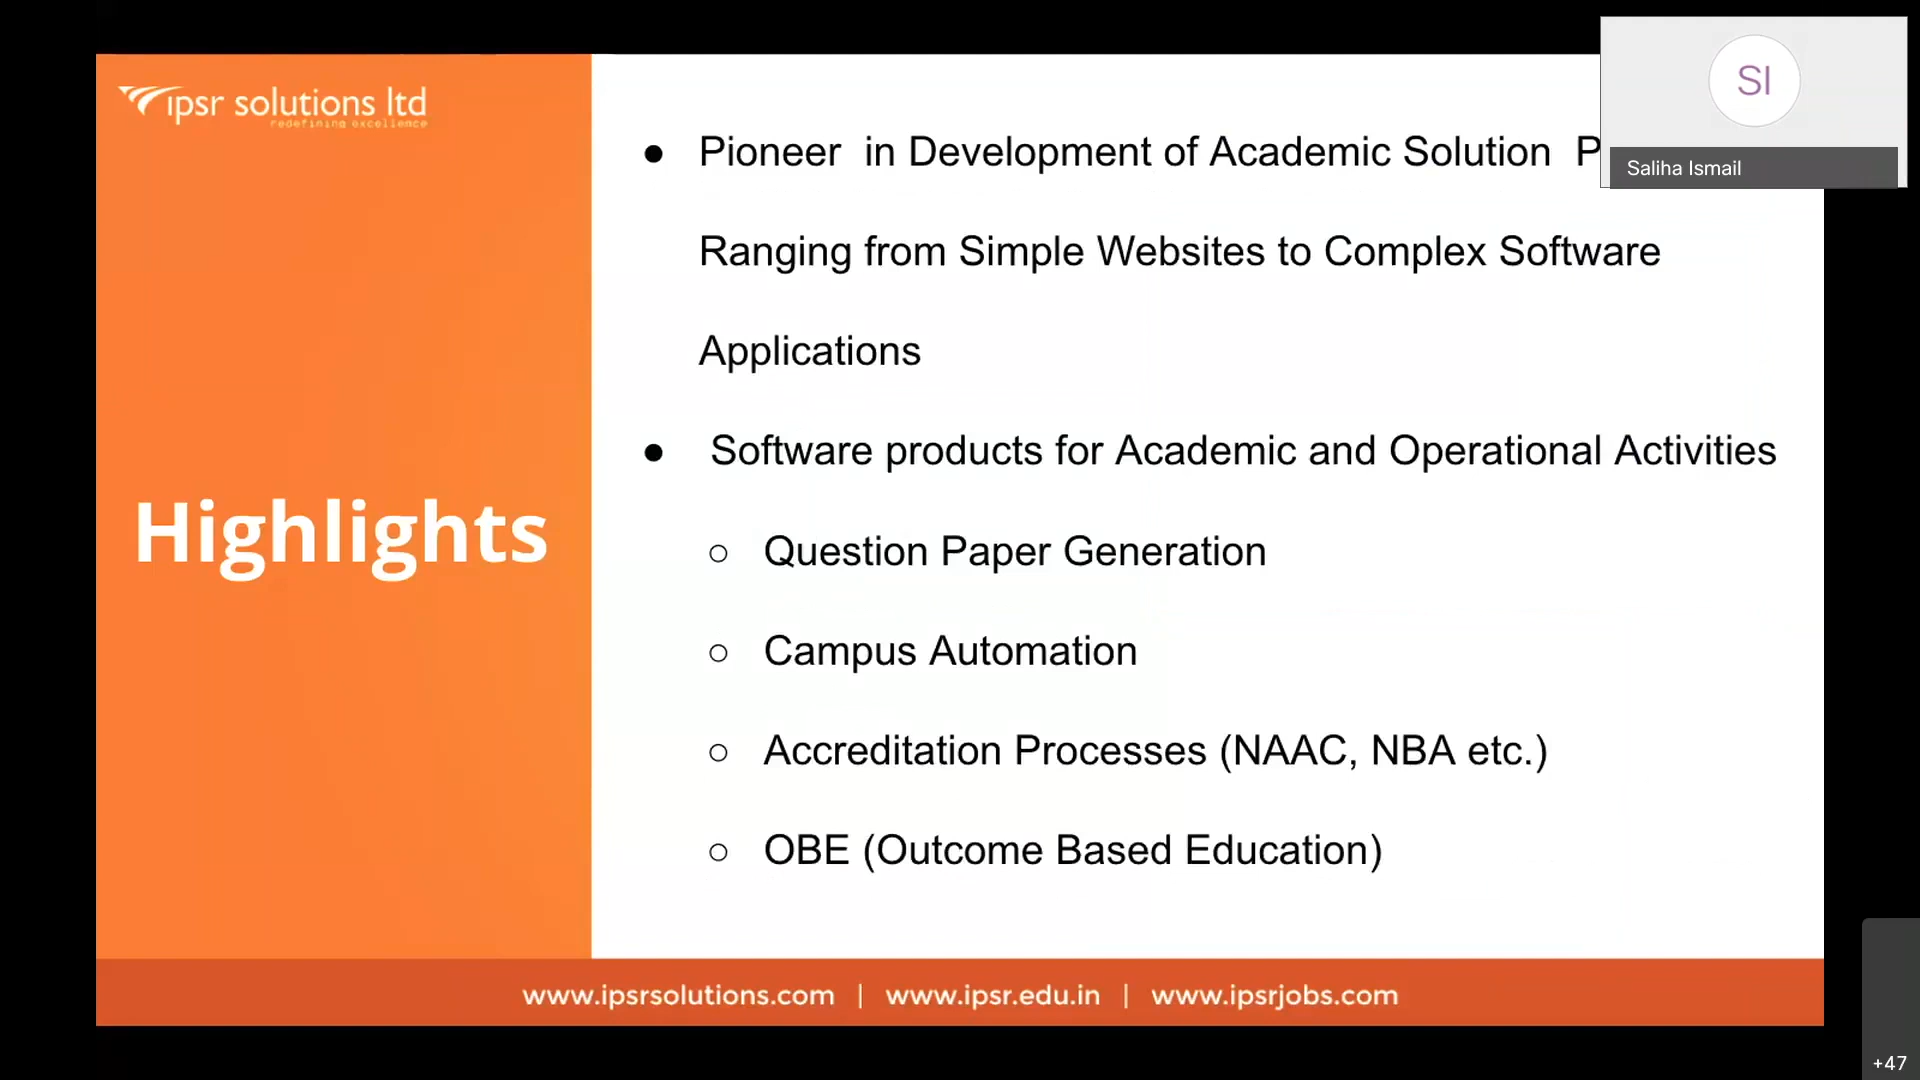 ipsr solutions ltd
redefining excellence
SI
Saliha Ismail
Highlights
● Pioneer in Development of Academic Solution
Ranging from Simple Websites to Complex Software
Applications
● Software products for Academic and Operational Activities
○ Question Paper Generation
○ Campus Automation
○ Accreditation Processes (NAAC, NBA etc.)
○ OBE (Outcome Based Education)
www.ipsrsolutions.com | www.ipsr.edu.in | www.ipsrjobs.com
+47